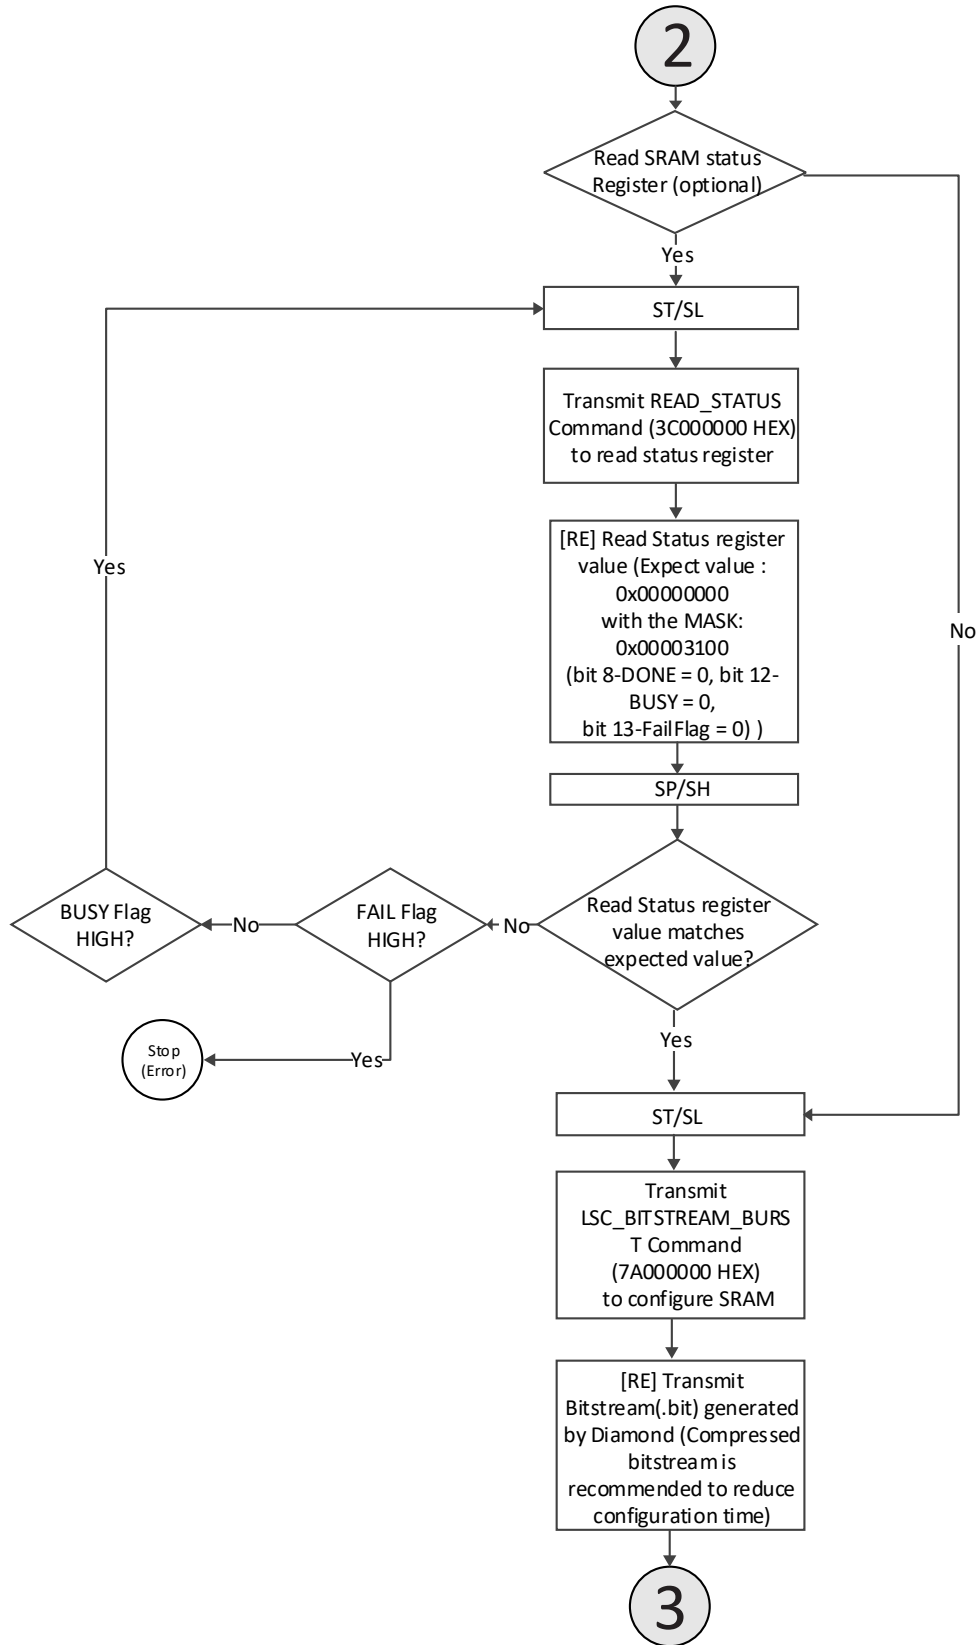 2
Read SRAM status
Register (optional)
Yes
ST/SL
Transmit READ_STATUS
Command (3C000000 HEX)
to read status register
[RE] Read Status register
value (Expect value :
0x00000000
with the MASK:
0x00003100
(bit 8-DONE = 0, bit 12-
BUSY = 0,
bit 13-FailFlag = 0) )
Yes
No
SP/SH
BUSY Flag
HIGH?
No
FAIL Flag
HIGH?
No
Read Status register
value matches
expected value?
Stop
(Error)
Yes
Yes
ST/SL
Transmit
LSC_BITSTREAM_BURS
T Command
(7A000000 HEX)
to configure SRAM
[RE] Transmit
Bitstream(.bit) generated
by Diamond (Compressed
bitstream is
recommended to reduce
configuration time)
3